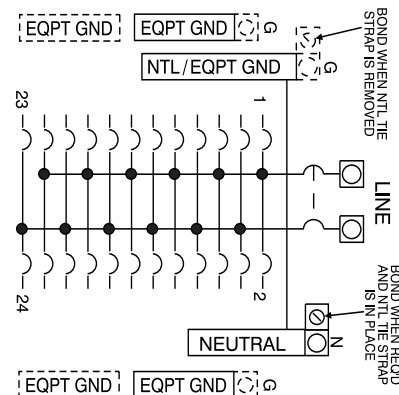 EQPT GND
EQPT GND
G
BOND WHEN NTL TIE
STRAP IS REMOVED
NTL/EQPT GND
G
23
1
LINE
24
2
BOND WHEN REQ'D
AND NTL TIE STRAP
IS IN PLACE
NEUTRAL
N
EQPT GND
EQPT GND
G